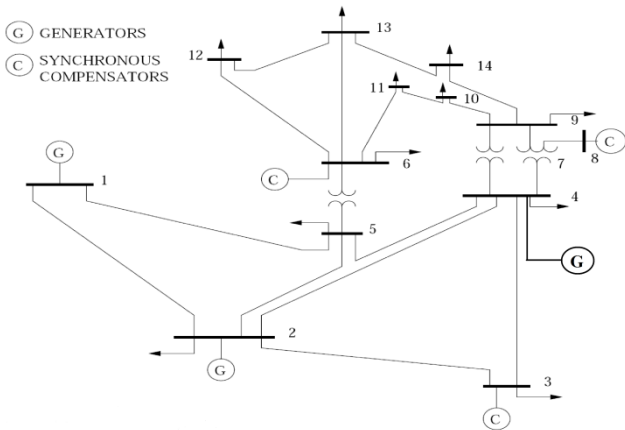 G GENERATORS
C SYNCHRONOUS
COMPENSATORS
13
12
14
11
10
9
G
C
7
8
C
6
1
4
5
G
2
G
3
C